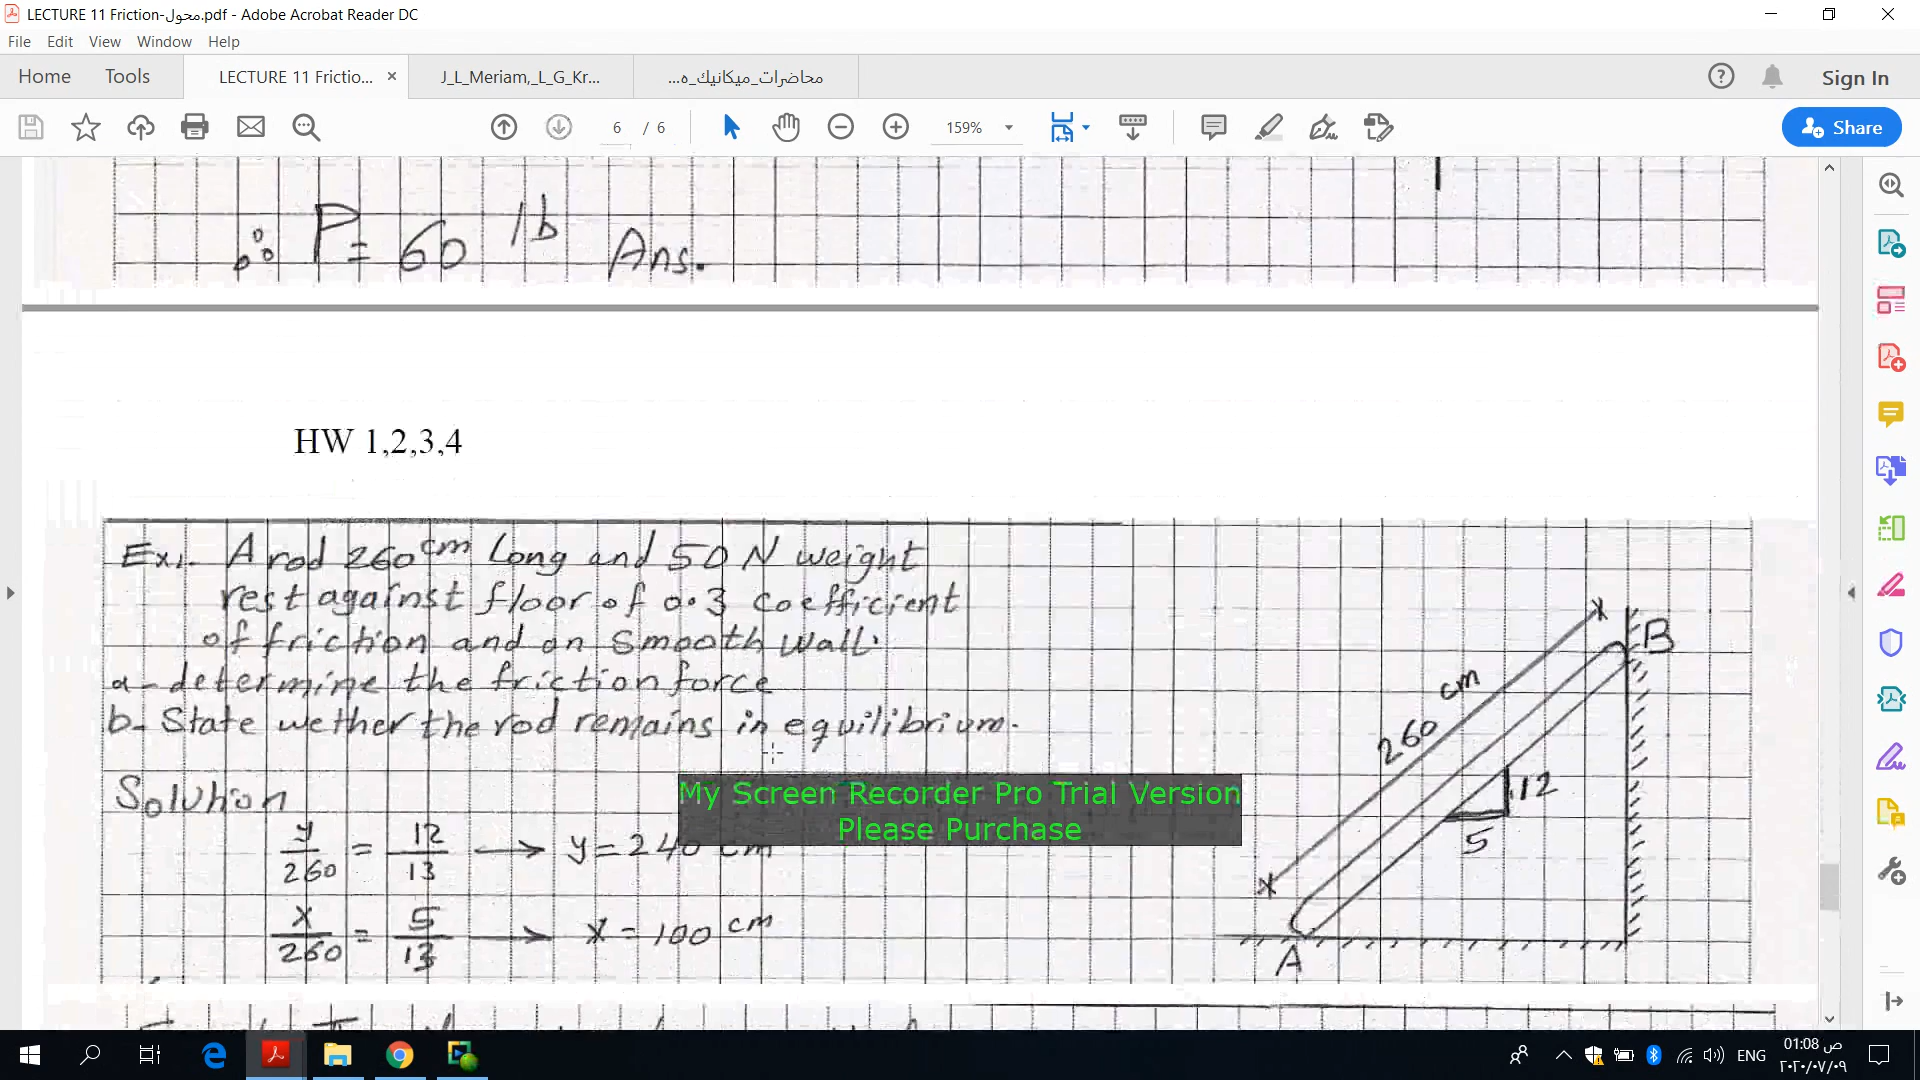 LECTURE 11 Friction-محول.pdf - Adobe Acrobat Reader DC
File Edit View Window Help
Home Tools LECTURE 11 Frictio... × J_L_Meriam,_L_G_Kr... محاضرات_ميكانيك_ه... Sign In
6 / 6 159% Share
∴ P = 60 lb Ans.
HW 1,2,3,4
Ex1. A rod 260 cm Long and 50 N weight
rest against floor of 0.3 coefficient
of friction and on smooth wall.
a- determine the friction force
b- State wether the rod remains in equilibrium.
Solution
y/260 = 12/13 → y = 240 cm
x/260 = 5/13 → x = 100 cm
B
260 cm
12
5
A
My Screen Recorder Pro Trial Version
Please Purchase
ENG 01:08 ص
٢٠٢٠/٠٧/٠٩